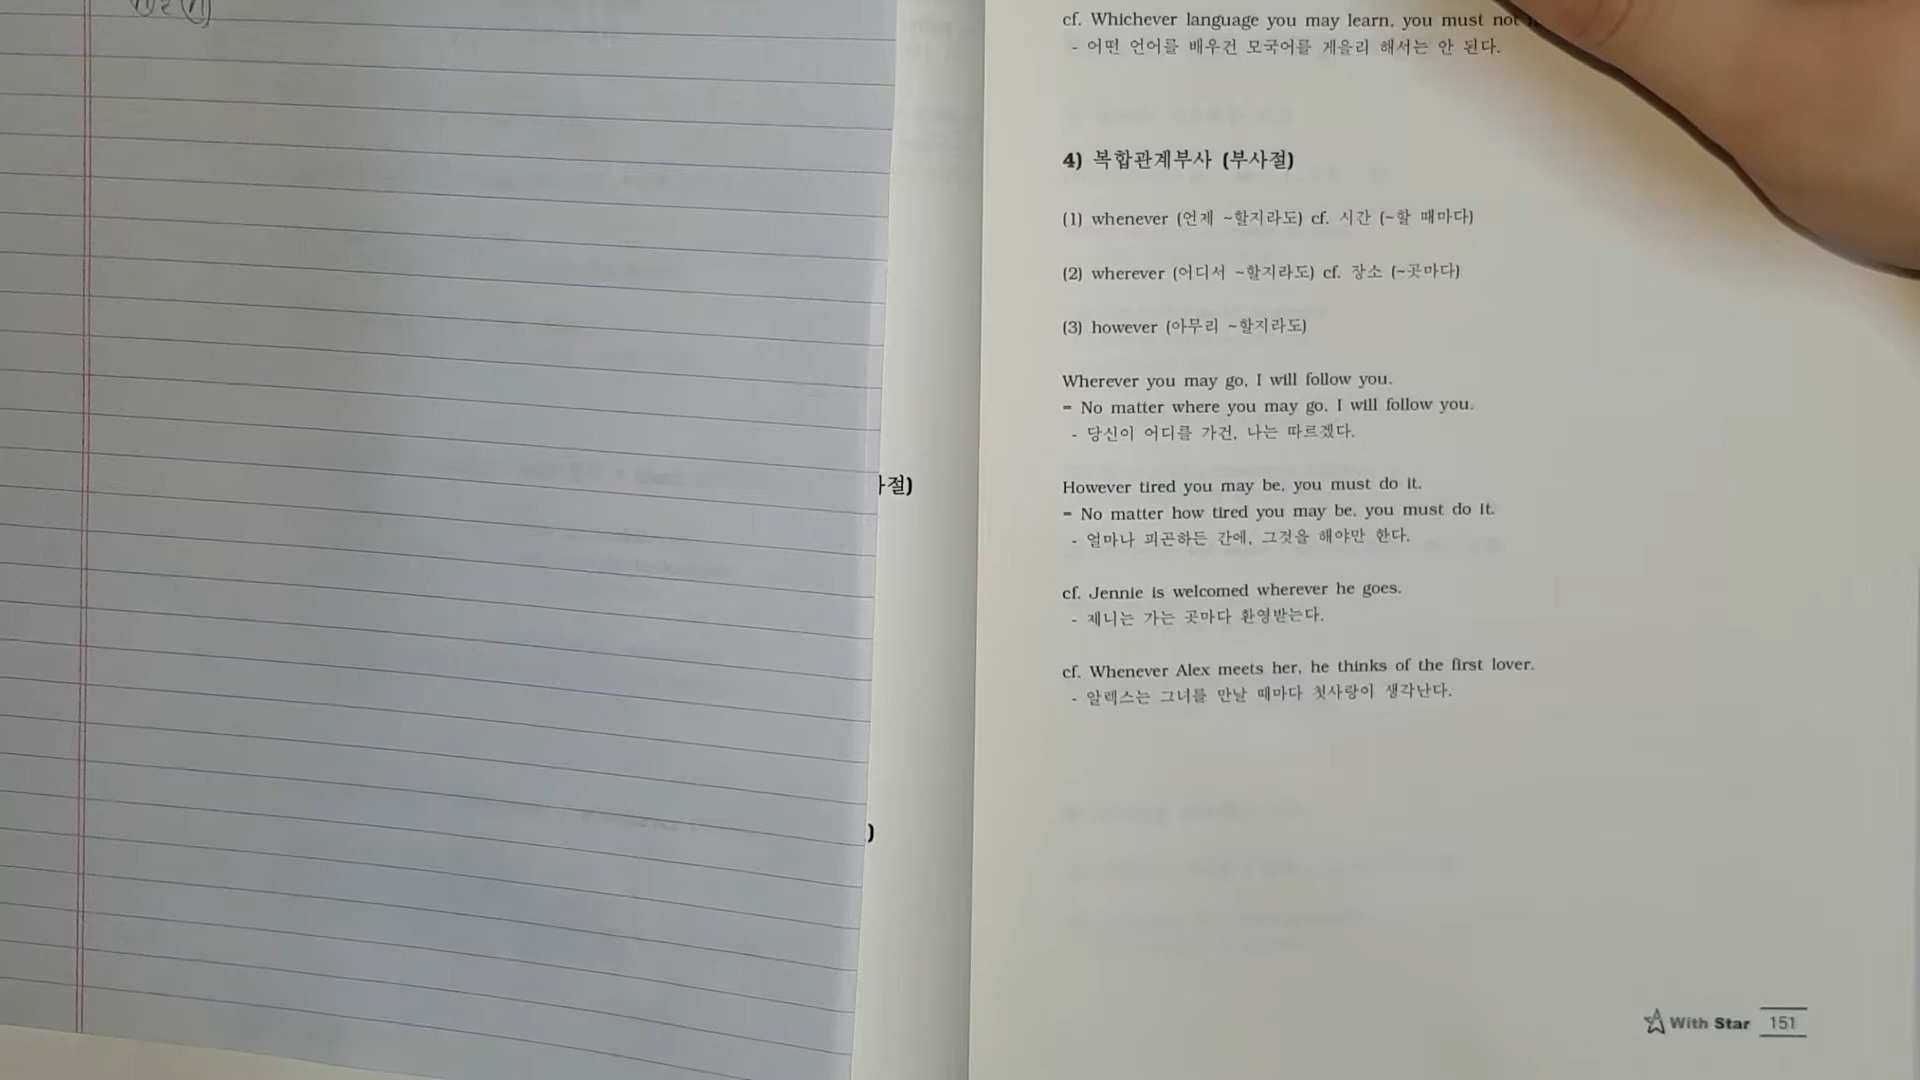 cf. Whichever language you may learn, you must not
- 어떤 언어를 배우건 모국어를 게을리 해서는 안 된다.
4) 복합관계부사 (부사절)
(1) whenever (언제 ~할지라도) cf. 시간 (~할 때마다)
(2) wherever (어디서 ~할지라도) cf. 장소 (~곳마다)
(3) however (아무리 ~할지라도)
Wherever you may go, I will follow you.
= No matter where you may go, I will follow you.
- 당신이 어디를 가건, 나는 따르겠다.
절)
However tired you may be, you must do it.
= No matter how tired you may be, you must do it.
- 얼마나 피곤하든 간에, 그것을 해야만 한다.
cf. Jennie is welcomed wherever he goes.
- 제니는 가는 곳마다 환영받는다.
cf. Whenever Alex meets her, he thinks of the first lover.
- 알렉스는 그녀를 만날 때마다 첫사랑이 생각난다.
)
With Star 151